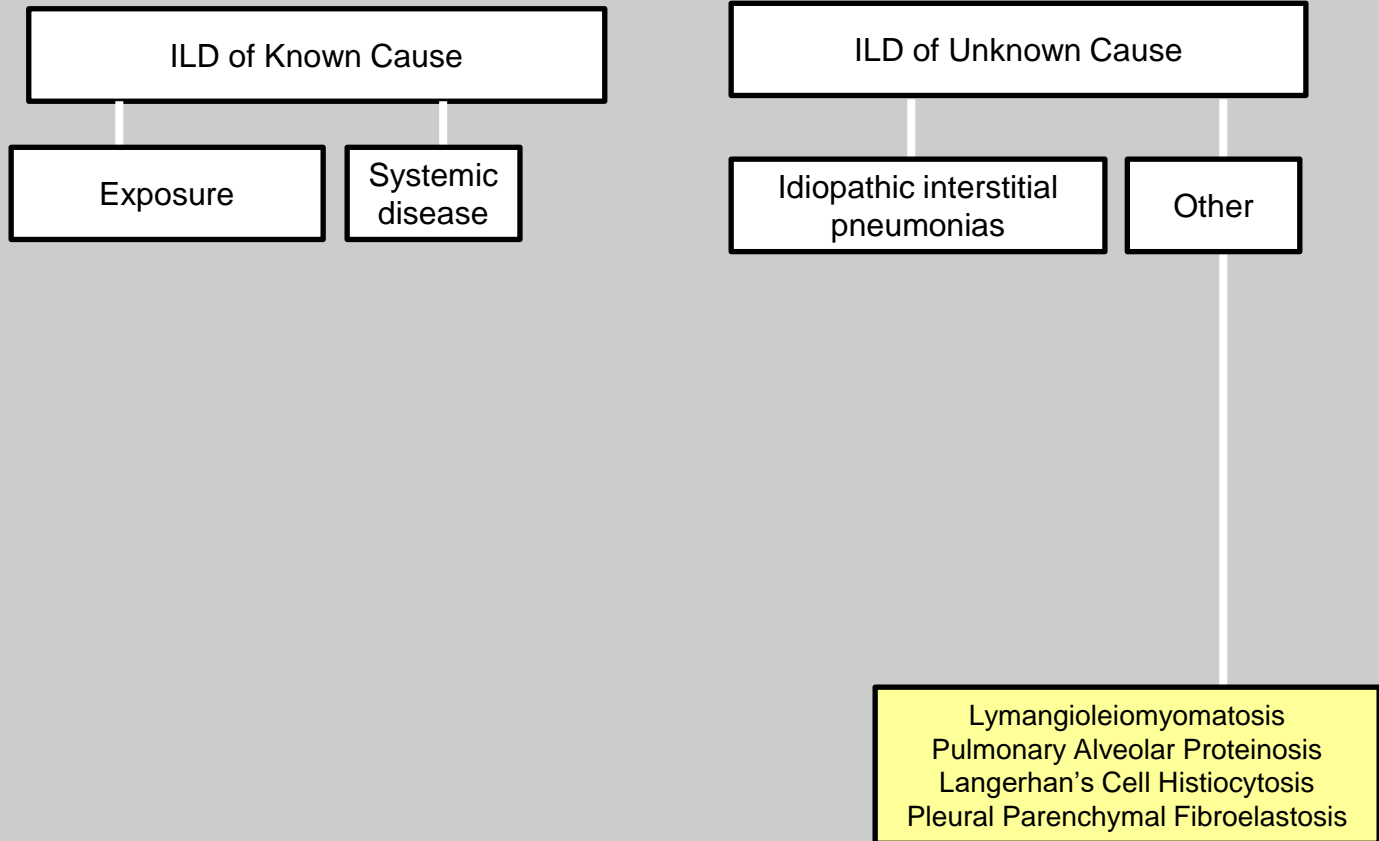 ILD of Known Cause
ILD of Unknown Cause
Exposure
Systemic
disease
Idiopathic interstitial
pneumonias
Other
Lymangioleiomyomatosis
Pulmonary Alveolar Proteinosis
Langerhan’s Cell Histiocytosis
Pleural Parenchymal Fibroelastosis